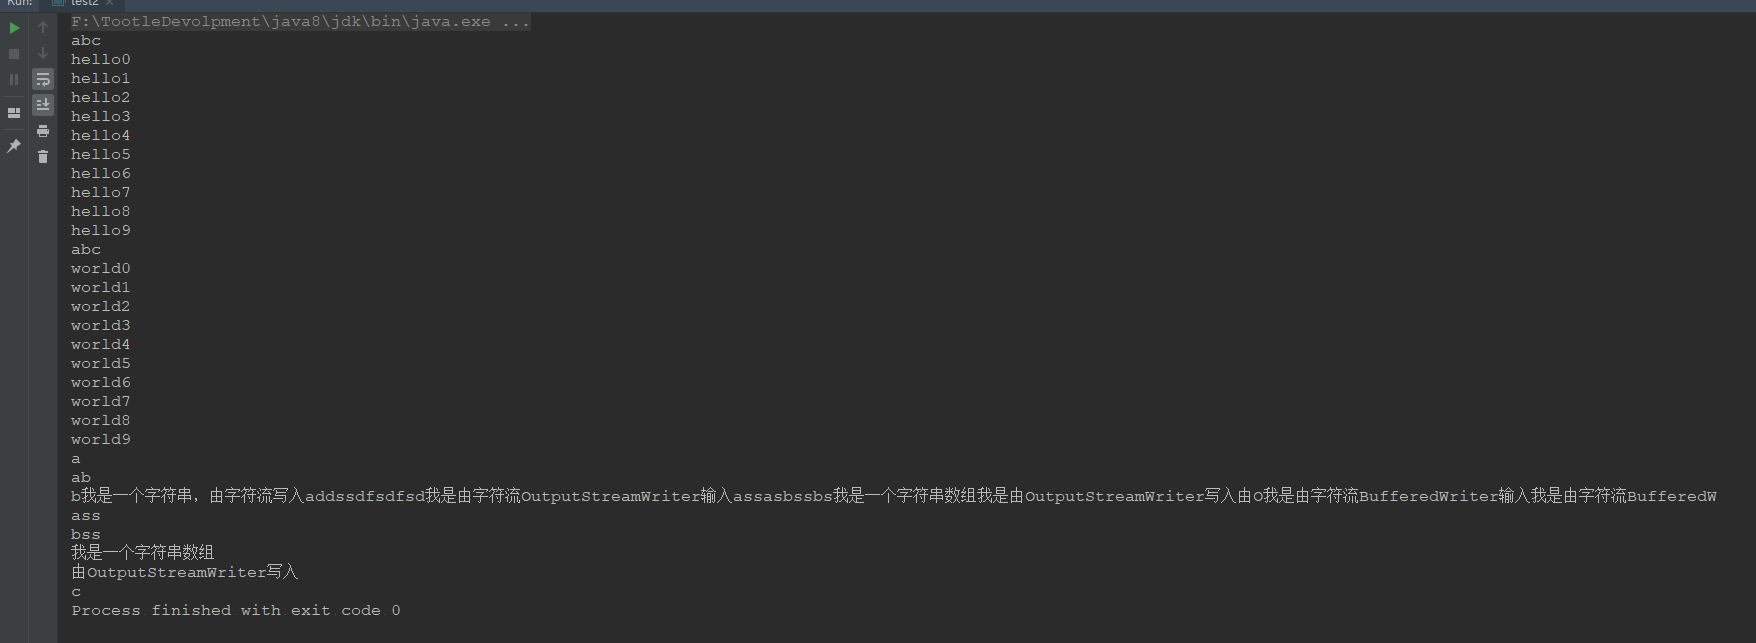 Run:
test2
F:\TootleDevolpment\java8\jdk\bin\java.exe ...
abc
hello0
hello1
hello2
hello3
hello4
hello5
hello6
hello7
hello8
hello9
abc
world0
world1
world2
world3
world4
world5
world6
world7
world8
world9
a
ab
b我是一个字符串，由字符流写入addssdfsdfsd我是由字符流OutputStreamWriter输入assasbssbs我是一个字符串数组我是由OutputStreamWriter写入由O我是由字符流BufferedWriter输入我是由字符流BufferedW
ass
bss
我是一个字符串数组
由OutputStreamWriter写入
c
Process finished with exit code 0